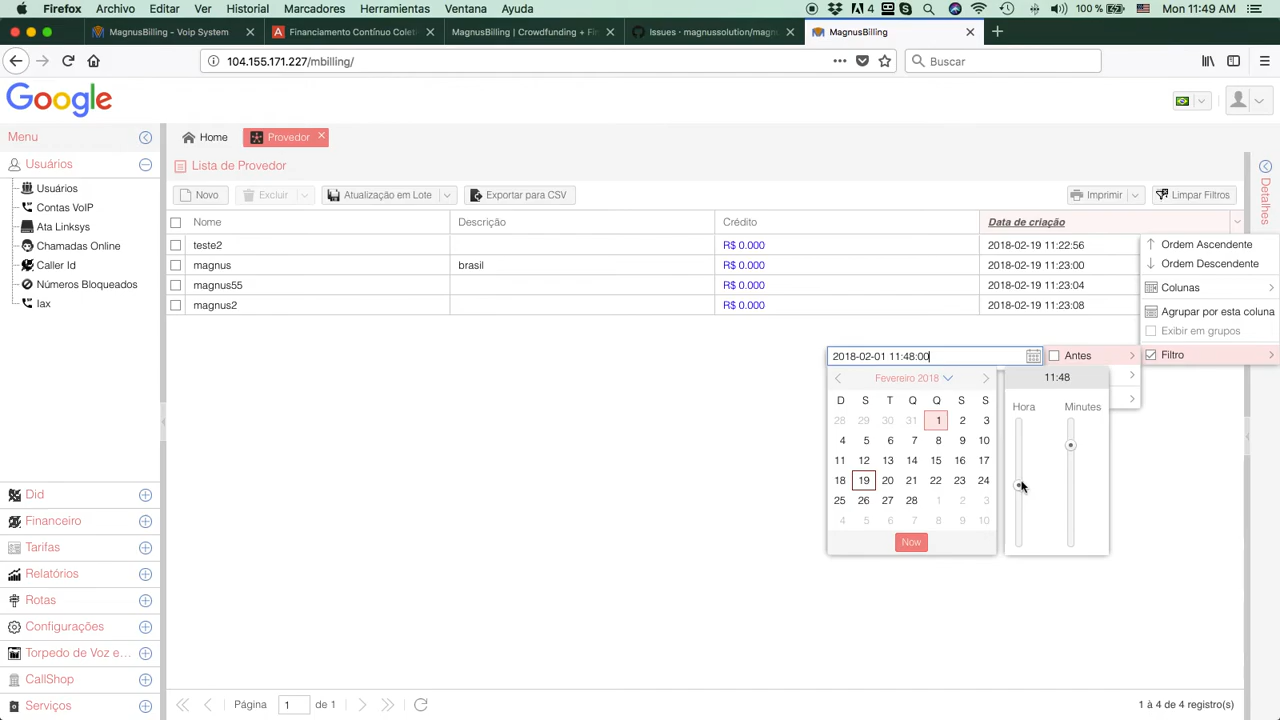 Firefox Arquivo Editar Ver Histórico Marcadores Ferramentas Ventana Ayuda 4 100 % Mon 11:49 AM
MagnusBilling - Voip System
Financiamento Contínuo Coleti
MagnusBilling | Crowdfunding + Fin
Issues · magnussolution/magn
MagnusBilling
104.155.171.227/mbilling/
Buscar
Google
Menu
Home
Provedor
Usuários
Usuários
Contas VoIP
Ata Linksys
Chamadas Online
Caller Id
Números Bloqueados
Iax
Did
Financeiro
Tarifas
Relatórios
Rotas
Configurações
Torpedo de Voz e...
CallShop
Serviços
Lista de Provedor
Novo Excluir Atualização em Lote Exportar para CSV Imprimir Limpar Filtros
Detalhes
Nome Descrição Crédito Data de criação
teste2 R$ 0.000 2018-02-19 11:22:56
magnus brasil R$ 0.000 2018-02-19 11:23:00
magnus55 R$ 0.000 2018-02-19 11:23:04
magnus2 R$ 0.000 2018-02-19 11:23:08
Ordem Ascendente
Ordem Descendente
Colunas
Agrupar por esta coluna
Exibir em grupos
Filtro
Antes
2018-02-01 11:48:00
Fevereiro 2018
D S T Q Q S S
28 29 30 31 1 2 3
4 5 6 7 8 9 10
11 12 13 14 15 16 17
18 19 20 21 22 23 24
25 26 27 28 1 2 3
4 5 6 7 8 9 10
Now
11:48
Hora Minutes
Página 1 de 1
1 à 4 de 4 registro(s)